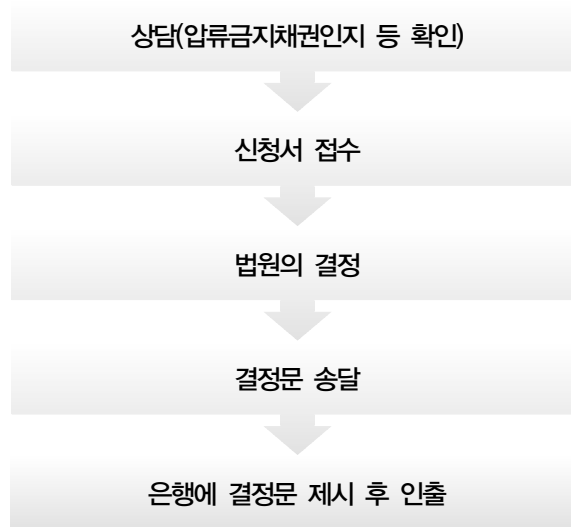 상담(압류금지채권인지 등 확인)
신청서 접수
법원의 결정
결정문 송달
은행에 결정문 제시 후 인출